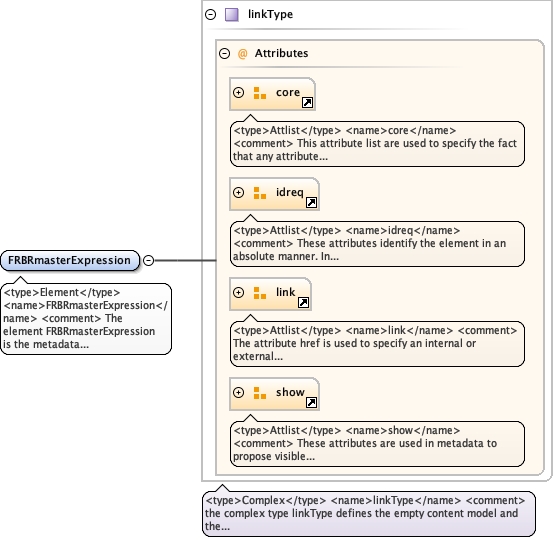 linkType
@ Attributes
core
<type>Attlist</type> <name>core</name>
<comment> This attribute list are used to specify the fact
that any attribute...
idreq
<type>Attlist</type> <name>idreq</name>
<comment> These attributes identify the element in an
absolute manner. In...
FRBRmasterExpression
<type>Element</type>
<name>FRBRmasterExpression</
name> <comment> The
element FRBRmasterExpression
is the metadata...
link
<type>Attlist</type> <name>link</name> <comment>
The attribute href is used to specify an internal or
external...
show
<type>Attlist</type> <name>show</name>
<comment> These attributes are used in metadata to
propose visible...
<type>Complex</type> <name>linkType</name> <comment>
the complex type linkType defines the empty content model and
the...